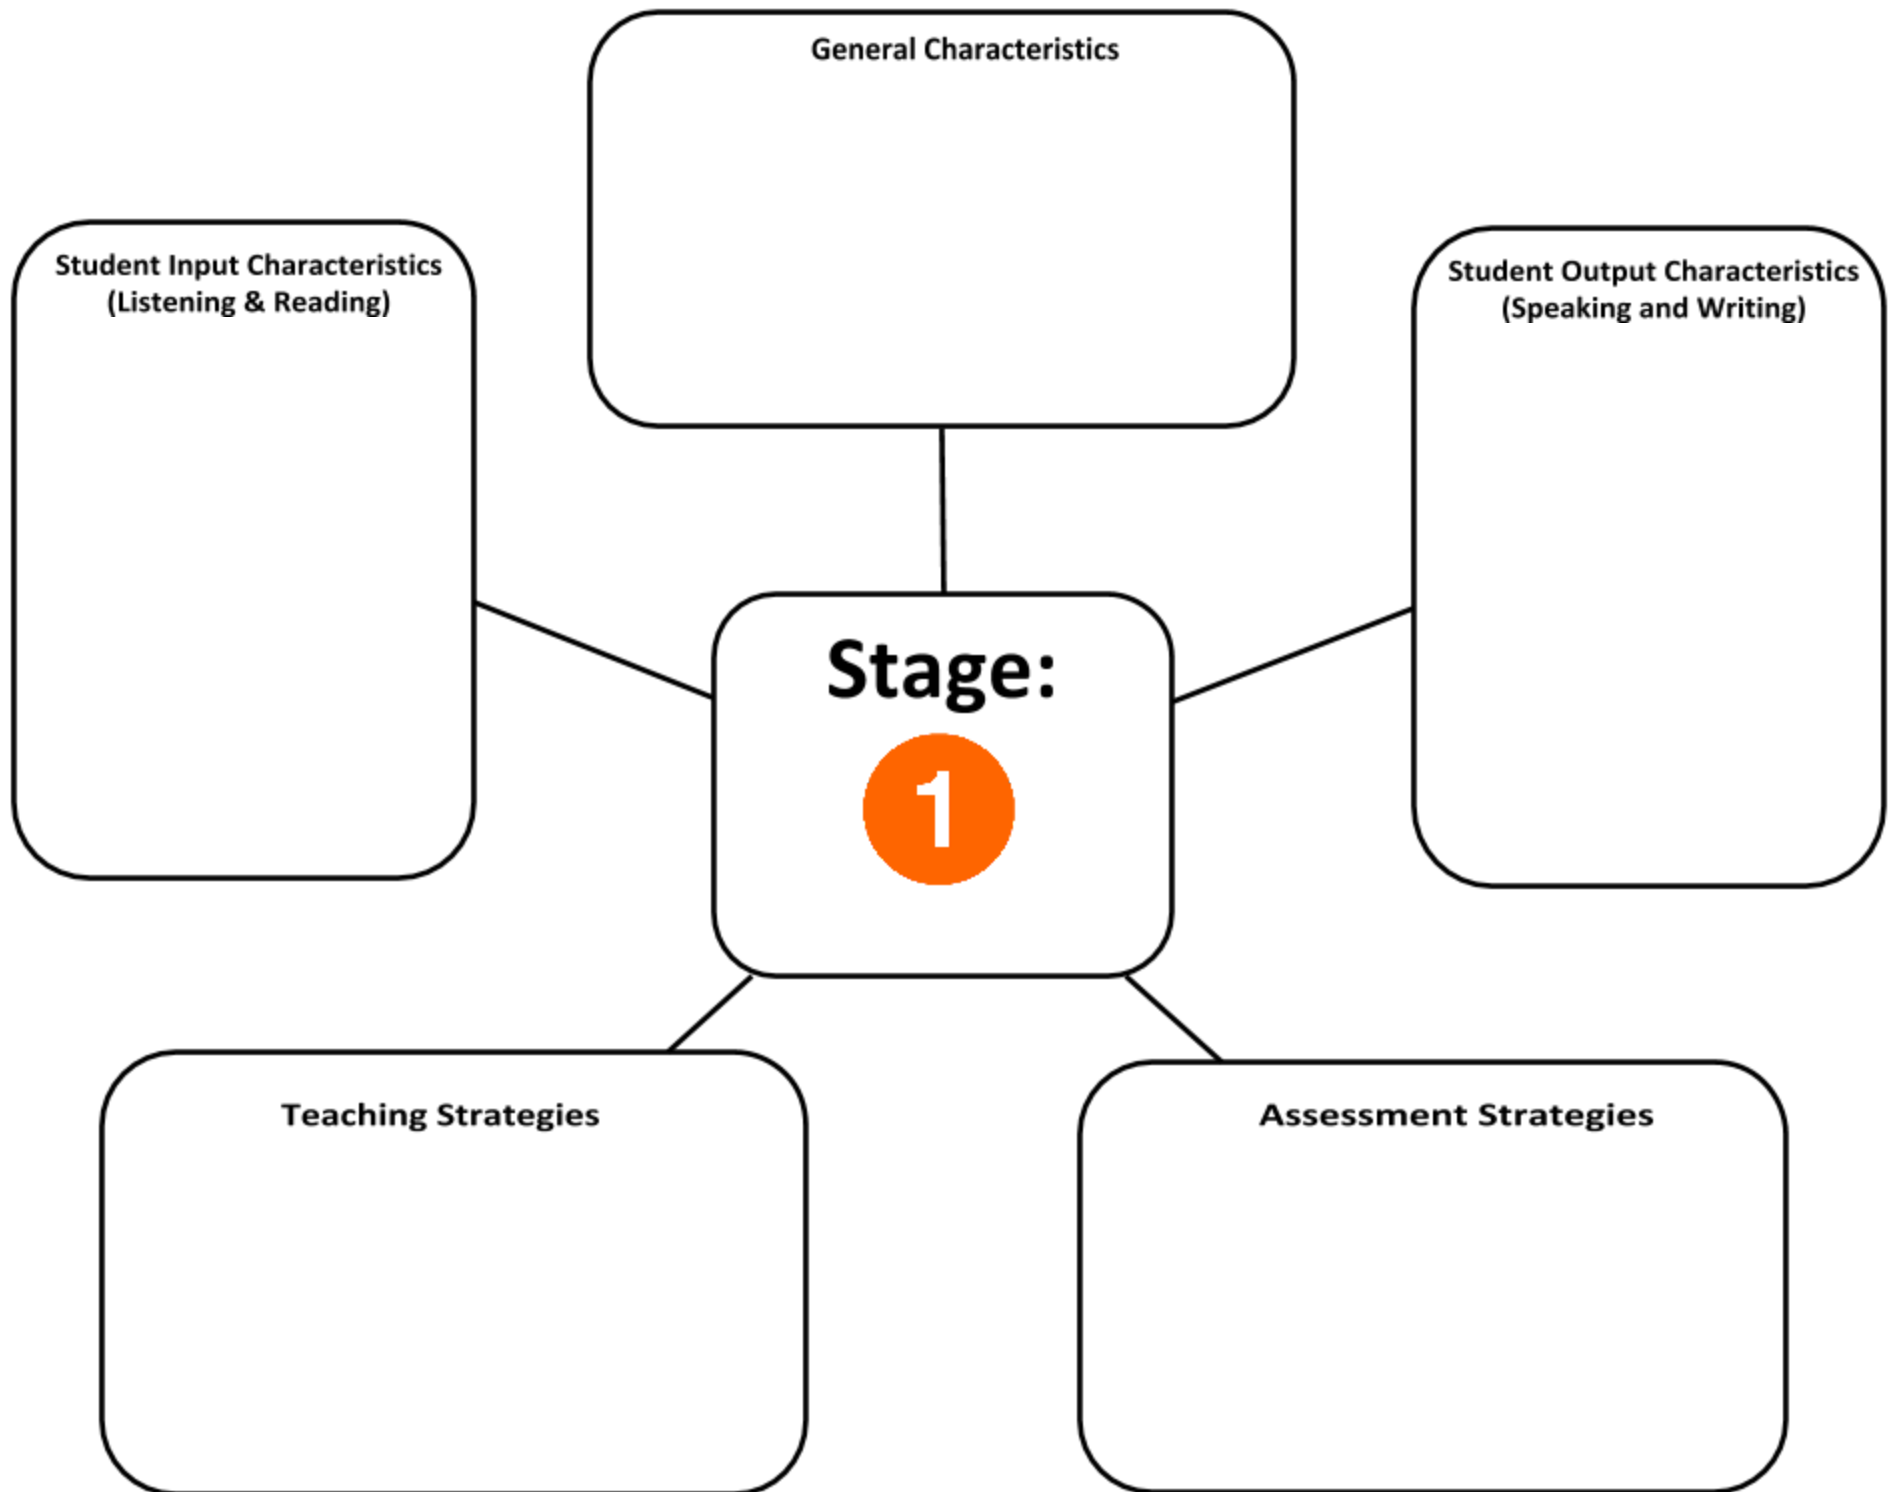 General Characteristics
Student Input Characteristics
(Listening & Reading)
Student Output Characteristics
(Speaking and Writing)
Stage:
1
Teaching Strategies
Assessment Strategies